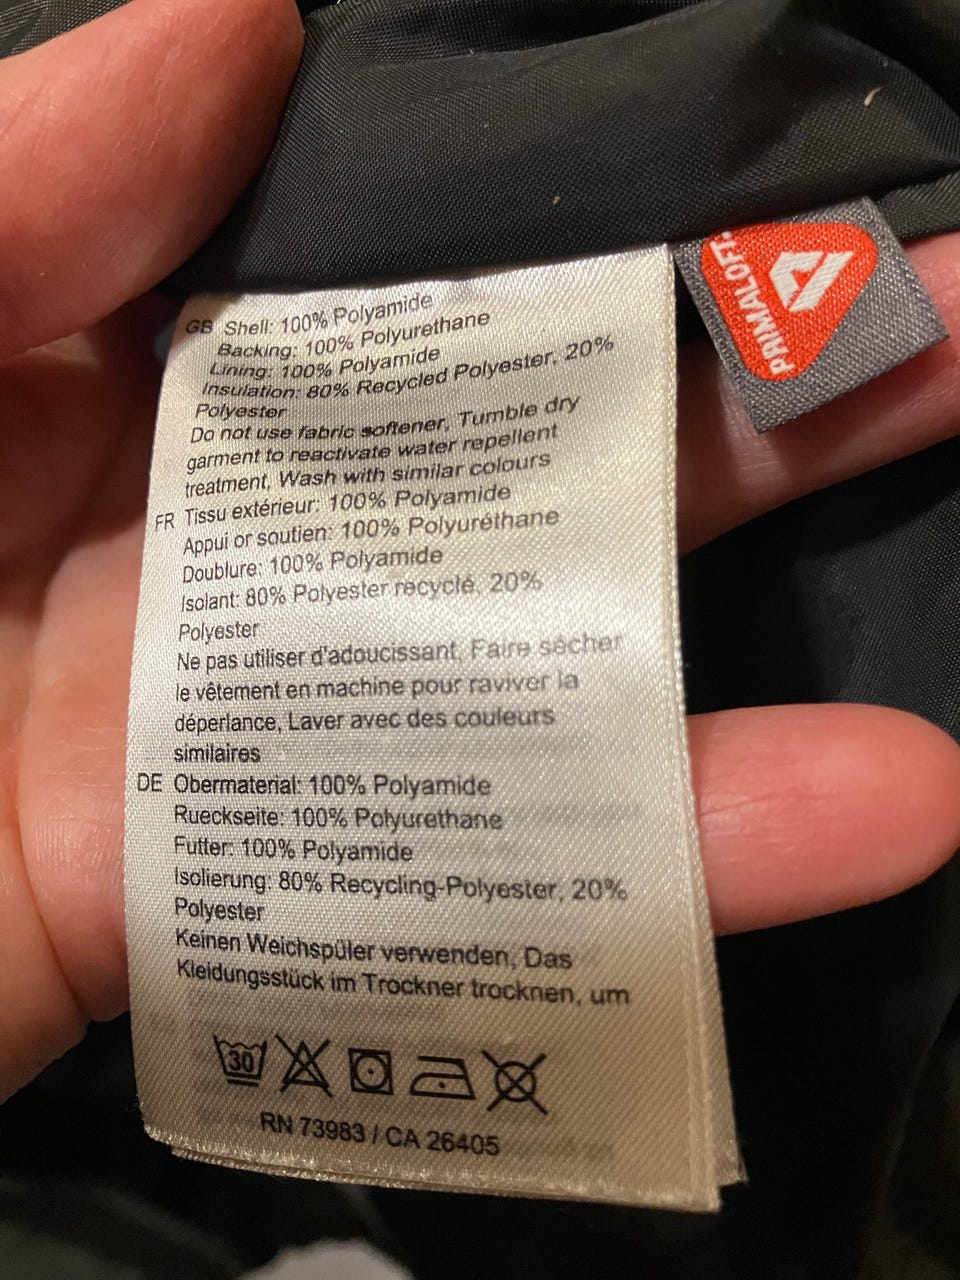 GB Shell: 100% Polyamide
Backing: 100% Polyurethane
Lining: 100% Polyamide
Insulation: 80% Recycled Polyester, 20%
Polyester
Do not use fabric softener, Tumble dry
garment to reactivate water repellent
treatment, Wash with similar colours
FR Tissu extérieur: 100% Polyamide
Appui or soutien: 100% Polyuréthane
Doublure: 100% Polyamide
Isolant: 80% Polyester recyclé, 20%
Polyester
Ne pas utiliser d'adoucissant, Faire sécher
le vêtement en machine pour raviver la
déperlance, Laver avec des couleurs
similaires
DE Obermaterial: 100% Polyamide
Rueckseite: 100% Polyurethane
Futter: 100% Polyamide
Isolierung: 80% Recycling-Polyester, 20%
Polyester
Keinen Weichspüler verwenden, Das
Kleidungsstück im Trockner trocknen, um
30
RN 73983 / CA 26405
PRIMALOFT